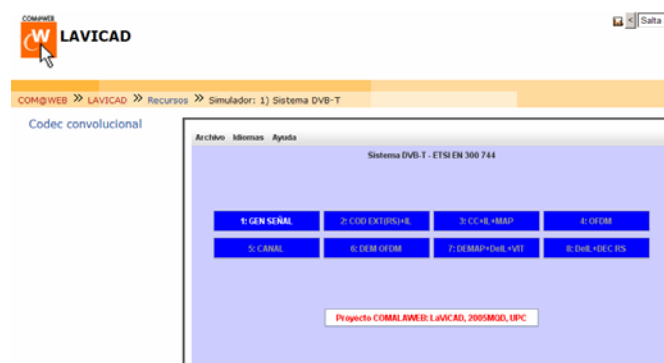 COM@WEB
LAVICAD
Salta
COM@WEB » LAVICAD » Recursos » Simulador: 1) Sistema DVB-T
Codec convolucional
Archivo Idiomas Ayuda
Sistema DVB-T - ETSI EN 300 744
1: GEN SEÑAL 2: COD EXT(RS)+IL 3: CC+IL+MAP 4: OFDM
5: CANAL 6: DEM OFDM 7: DEMAP+DeIL+VIT 8: DeIL+DEC RS
Proyecto COMALAWEB: LaViCAD, 2005MQD, UPC